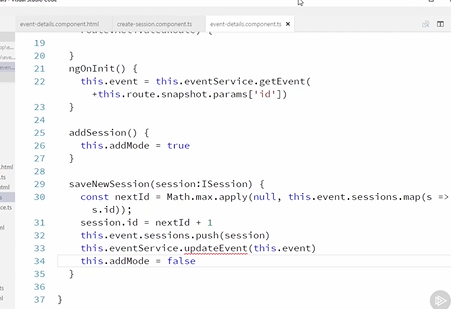 event-details.component.html
create-session.component.ts
event-details.component.ts ×
19
20 }
21 ngOnInit() {
22 this.event = this.eventService.getEvent(
+this.route.snapshot.params['id'])
23 }
24
25 addSession() {
26 this.addMode = true
27 }
28
29 saveNewSession(session:ISession) {
30 const nextId = Math.max.apply(null, this.event.sessions.map(s =>
s.id));
31 session.id = nextId + 1
32 this.event.sessions.push(session)
33 this.eventService.updateEvent(this.event)
34 this.addMode = false
35 }
36
37 }